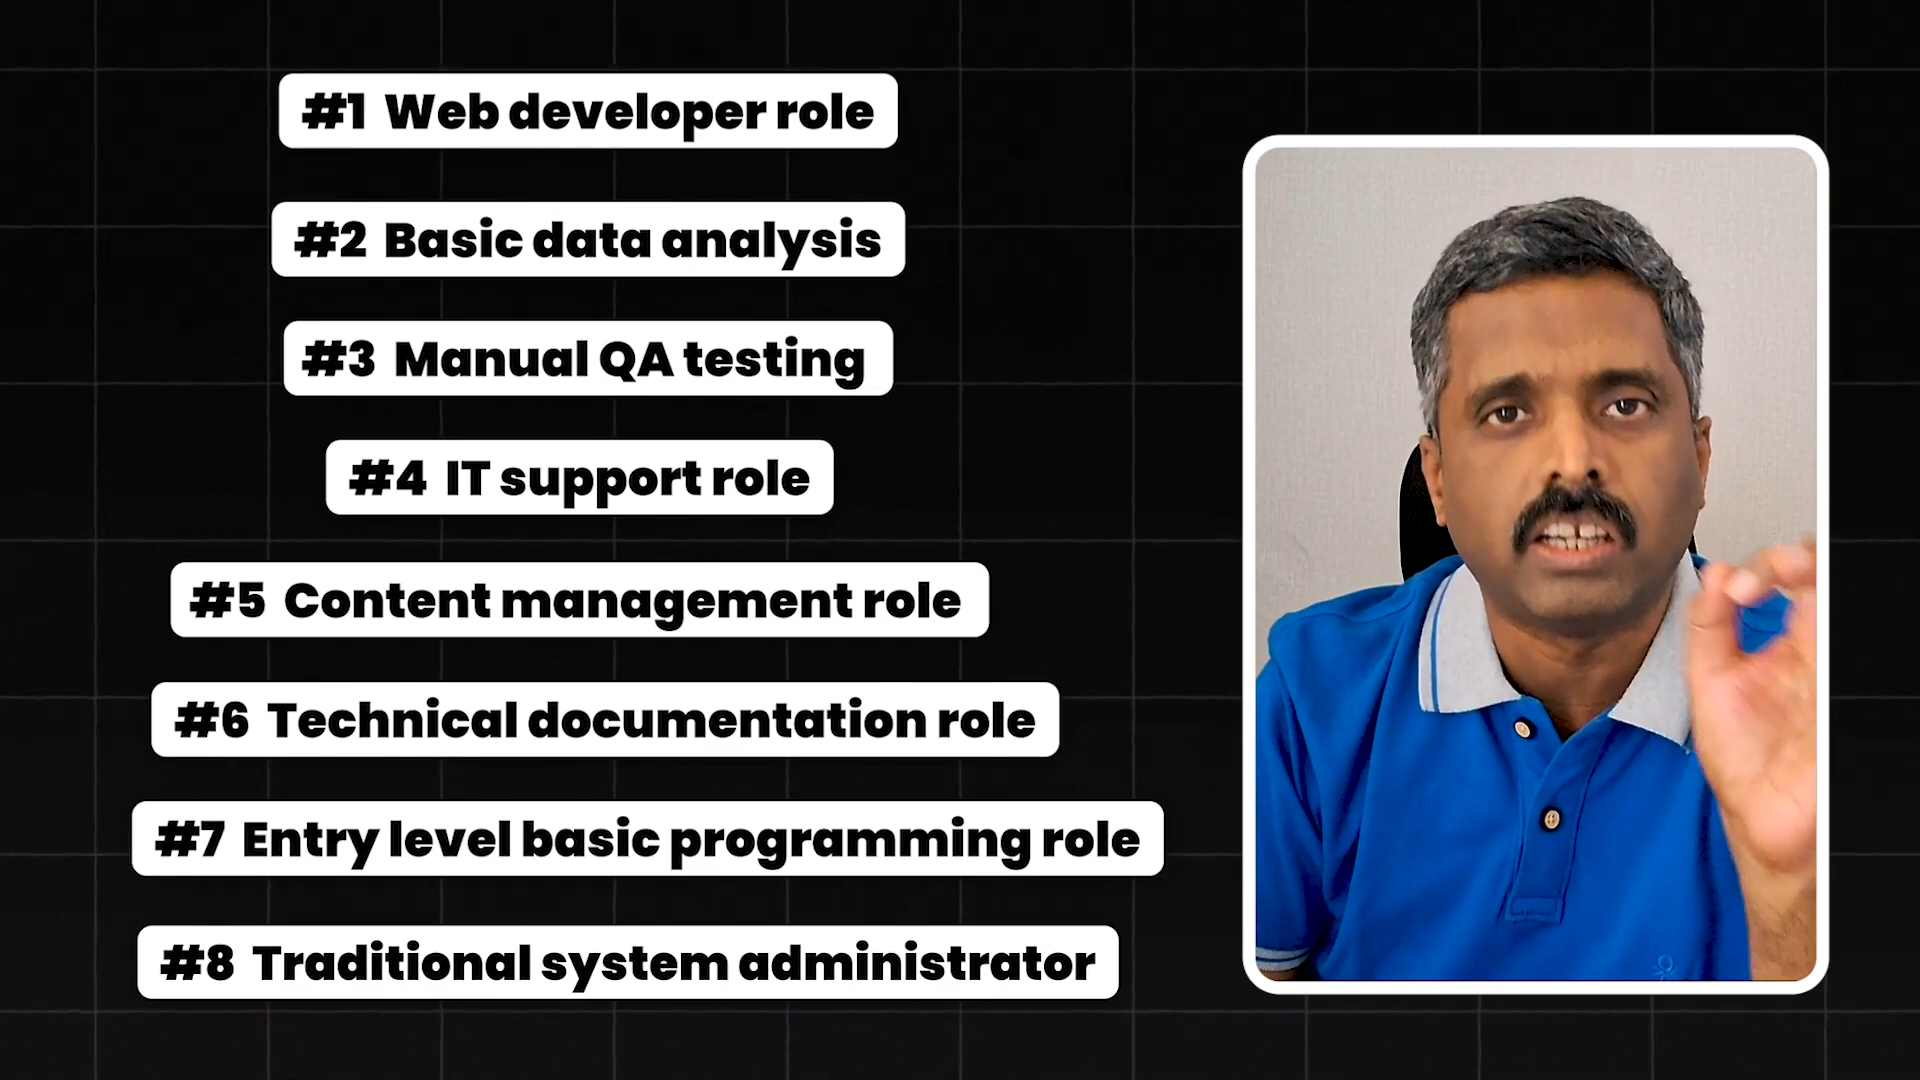 #1 Web developer role
#2 Basic data analysis
#3 Manual QA testing
#4 IT support role
#5 Content management role
#6 Technical documentation role
#7 Entry level basic programming role
#8 Traditional system administrator